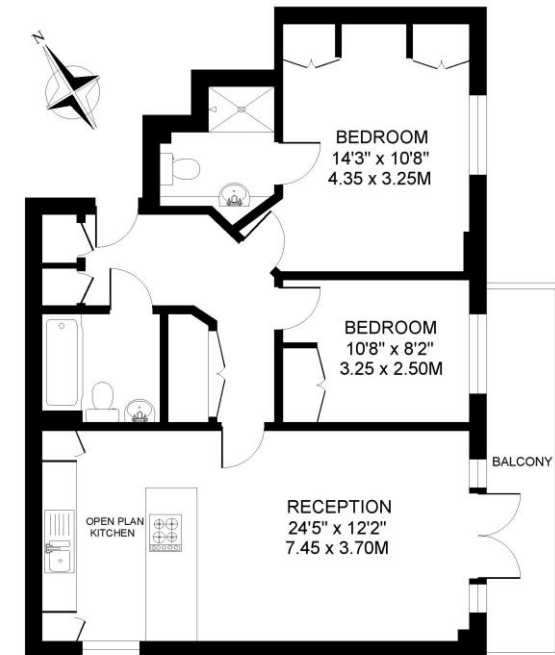 N
BEDROOM
14'3" x 10'8"
4.35 x 3.25M
BEDROOM
10'8" x 8'2"
3.25 x 2.50M
BALCONY
OPEN PLAN
KITCHEN
RECEPTION
24'5" x 12'2"
7.45 x 3.70M